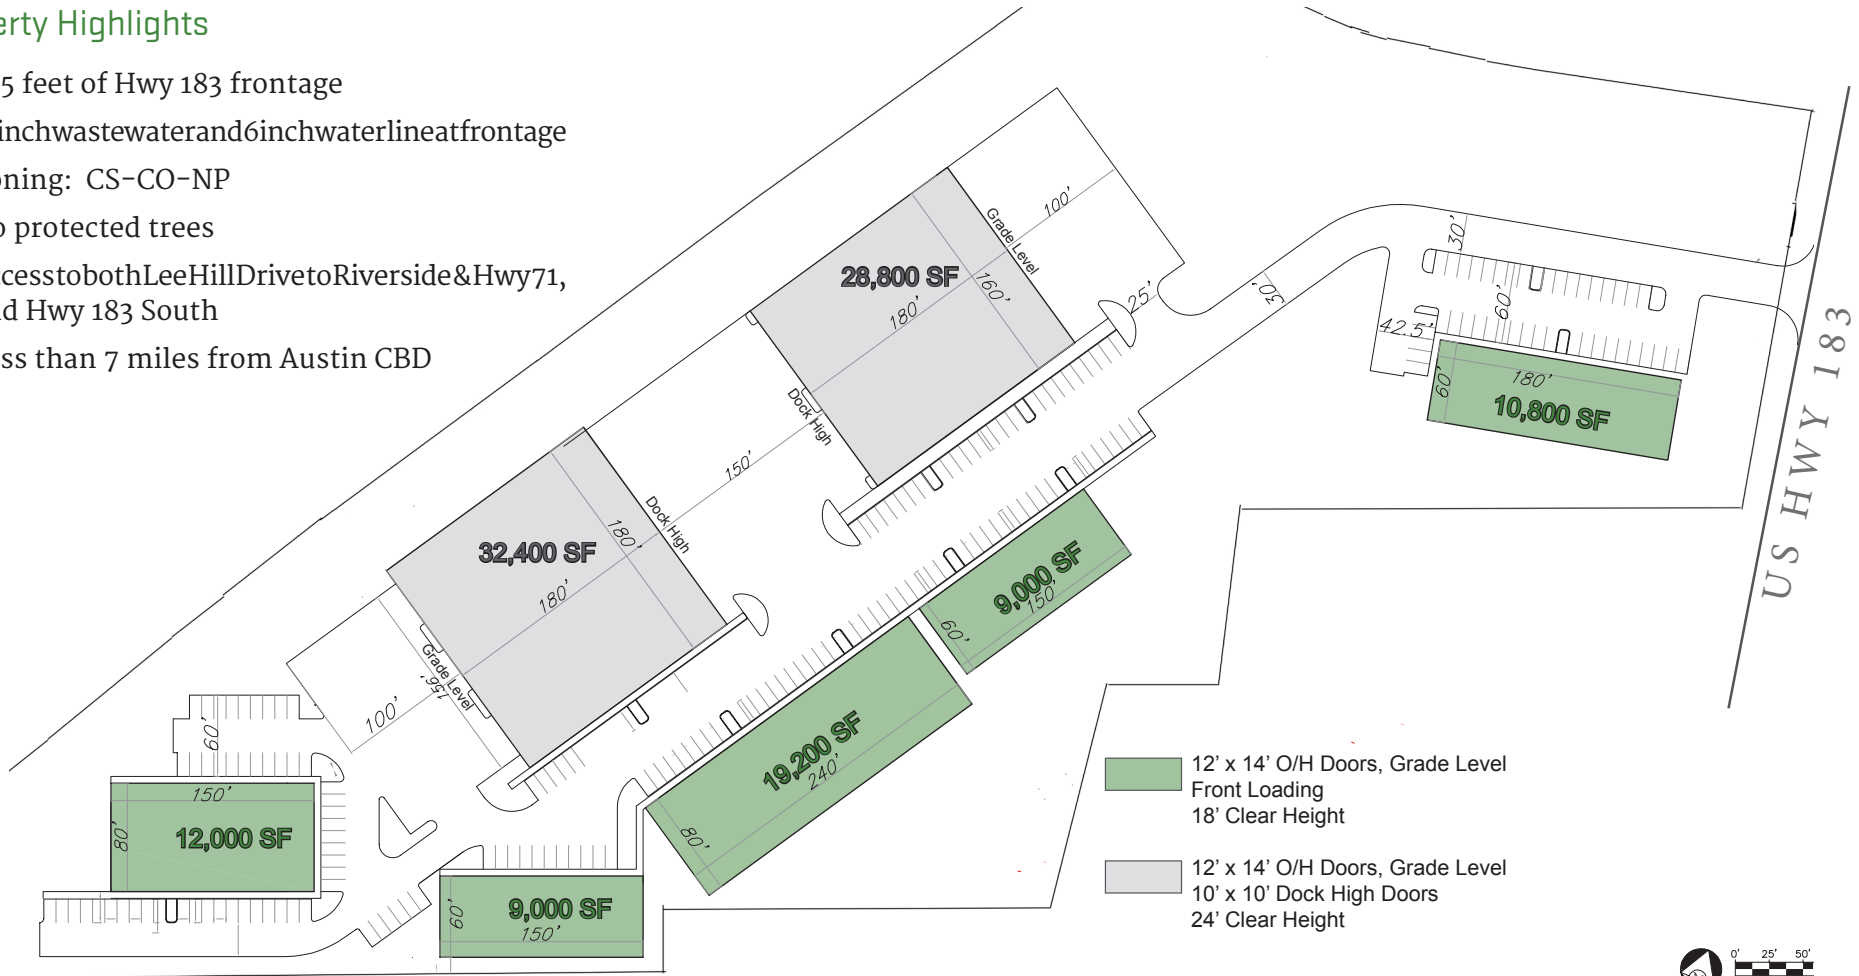 erty Highlights
5 feet of Hwy 183 frontage
inchwastewaterand6inchwaterlineatfrontage
oning: CS-CO-NP
o protected trees
ccesstobothLeeHillDrivetoRiverside&Hwy71,
nd Hwy 183 South
ess than 7 miles from Austin CBD
28,800 SF
180'
160'
Grade Level
100'
25'
30'
Dock High
150'
32,400 SF
180'
180'
Dock High
Grade Level
156'
100'
60'
150'
80'
12,000 SF
9,000 SF
150'
60'
19,200 SF
240'
80'
9,000 SF
150'
60'
30'
60'
42.5'
60'
180'
10,800 SF
US HWY 183
12' x 14' O/H Doors, Grade Level
Front Loading
18' Clear Height
12' x 14' O/H Doors, Grade Level
10' x 10' Dock High Doors
24' Clear Height
0' 25' 50'